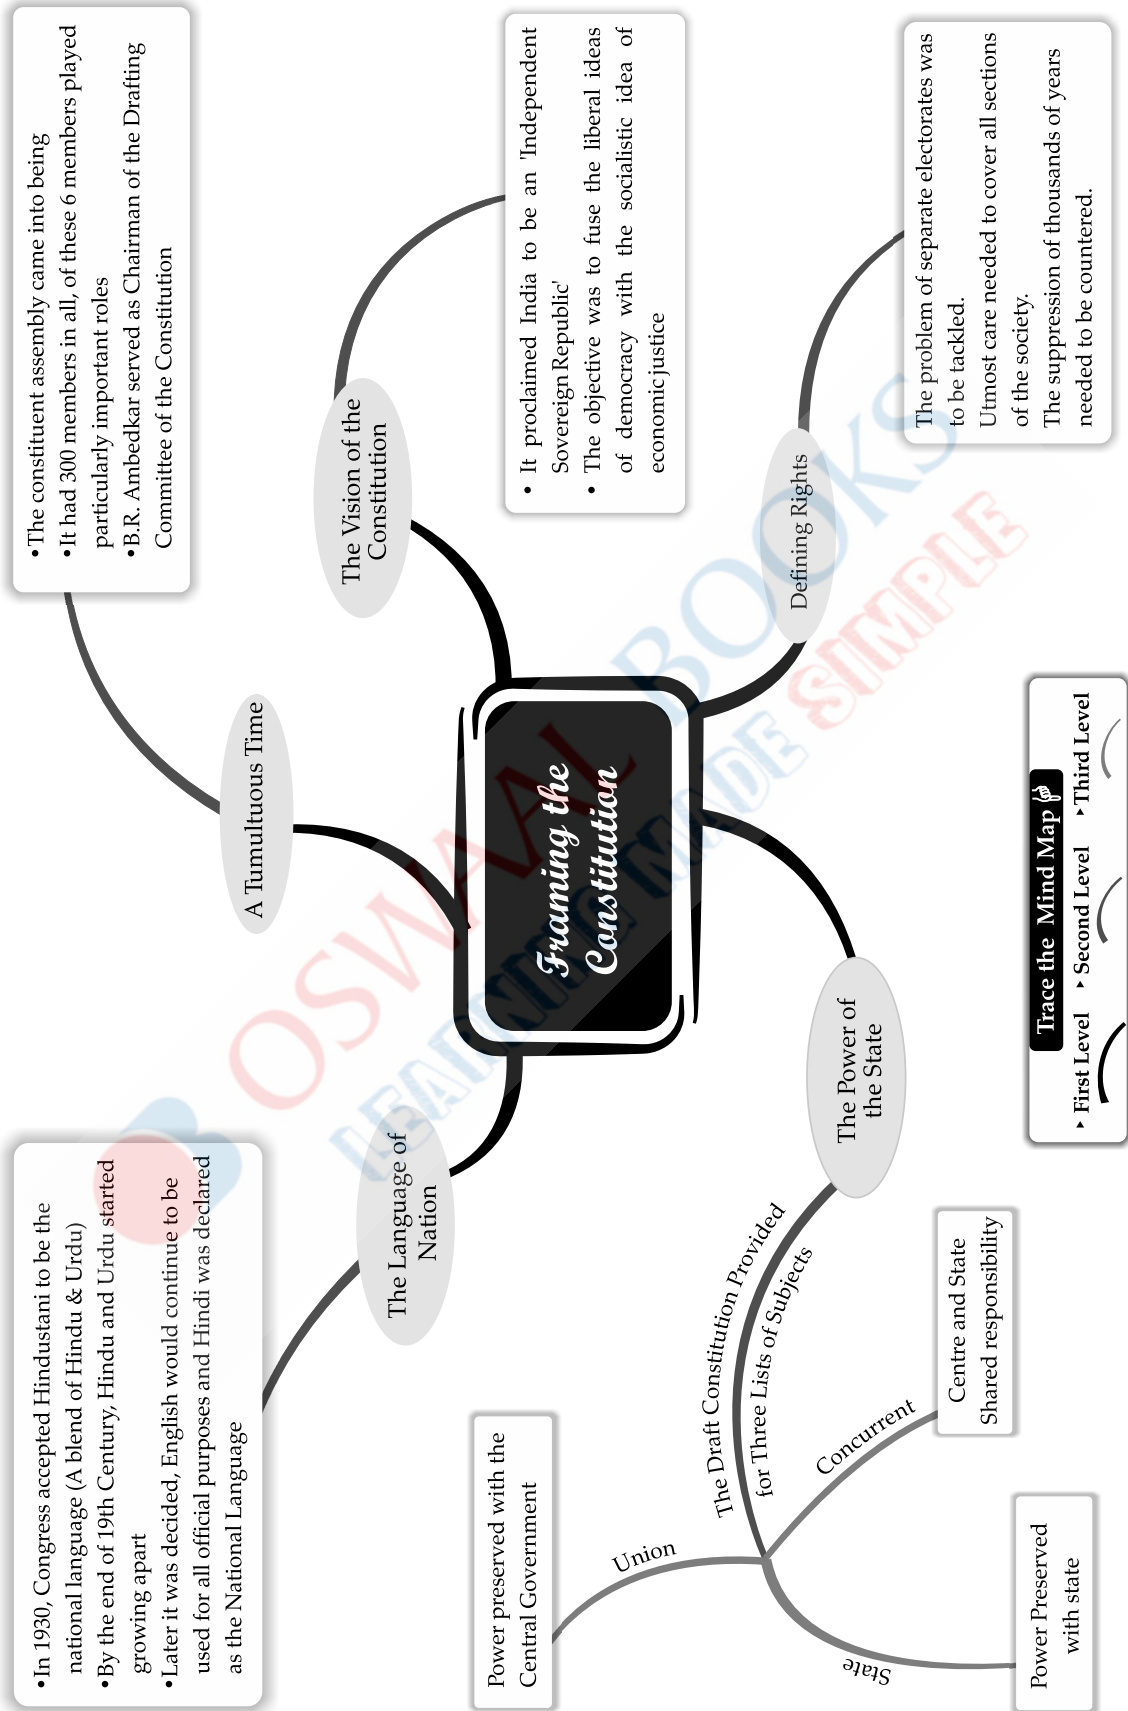 •In 1930, Congress accepted Hindustani to be the
national language (A blend of Hindu & Urdu)
•By the end of 19th Century, Hindu and Urdu started
growing apart
•Later it was decided, English would continue to be
used for all official purposes and Hindi was declared
as the National Language
The Language of
Nation
A Tumultuous Time
•The constituent assembly came into being
•It had 300 members in all, of these 6 members played
particularly important roles
•B.R. Ambedkar served as Chairman of the Drafting
Committee of the Constitution
The Vision of the
Constitution
• It proclaimed India to be an 'Independent
Sovereign Republic'
• The objective was to fuse the liberal ideas
of democracy with the socialistic idea of
economic justice
Framing the
Constitution
Defining Rights
The problem of separate electorates was
to be tackled.
Utmost care needed to cover all sections
of the society.
The suppression of thousands of years
needed to be countered.
The Power of
the State
The Draft Constitution Provided
for Three Lists of Subjects
Union
Power preserved with the
Central Government
Concurrent
Centre and State
Shared responsibility
State
Power Preserved
with state
Trace the Mind Map
▸ First Level ▸ Second Level ▸ Third Level
OSWAAL BOOKS
LEARNING MADE SIMPLE